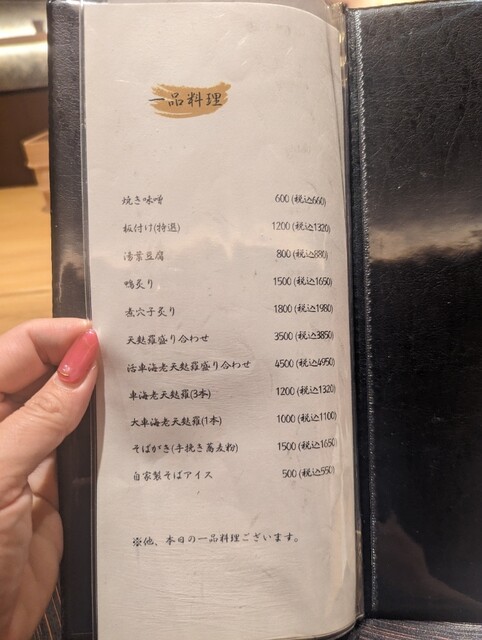 一品料理
焼き味噌 600(税込660)
板付け(特選) 1200(税込1320)
湯葉豆腐 800(税込880)
鴨炙り 1500(税込1650)
煮穴子炙り 1800(税込1980)
天麩羅盛り合わせ 3500(税込3850)
活車海老天麩羅盛り合わせ 4500(税込4950)
車海老天麩羅(3本) 1200(税込1320)
大車海老天麩羅(1本) 1000(税込1100)
そばがき(手挽き蕎麦粉) 1500(税込1650)
自家製そばアイス 500(税込550)
※他、本日の一品料理ございます。